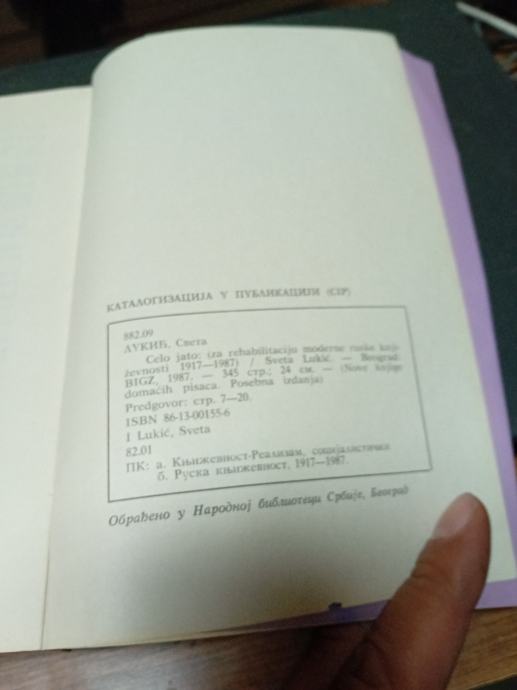 КАТАЛОГИЗАЦИЈА У ПУБЛИКАЦИЈИ (CIP)
882.09
ЛУКИЋ, Света
Celo jato: (za rehabilitaciju moderne ruske knji-
ževnosti 1917—1987) / Sveta Lukić. — Beograd:
BIGZ, 1987. — 345 стр.; 24 см. — (Nove knjige
domaćih pisaca. Posebna izdanja)
Predgovor: стр. 7—20.
ISBN 86-13-00155-6
I Lukić, Sveta
82.01
ПК: а. Књижевност-Реализам, социјалистички
б. Руска књижевност, 1917—1987.
Обрађено у Народној библиотеци Србије, Београд